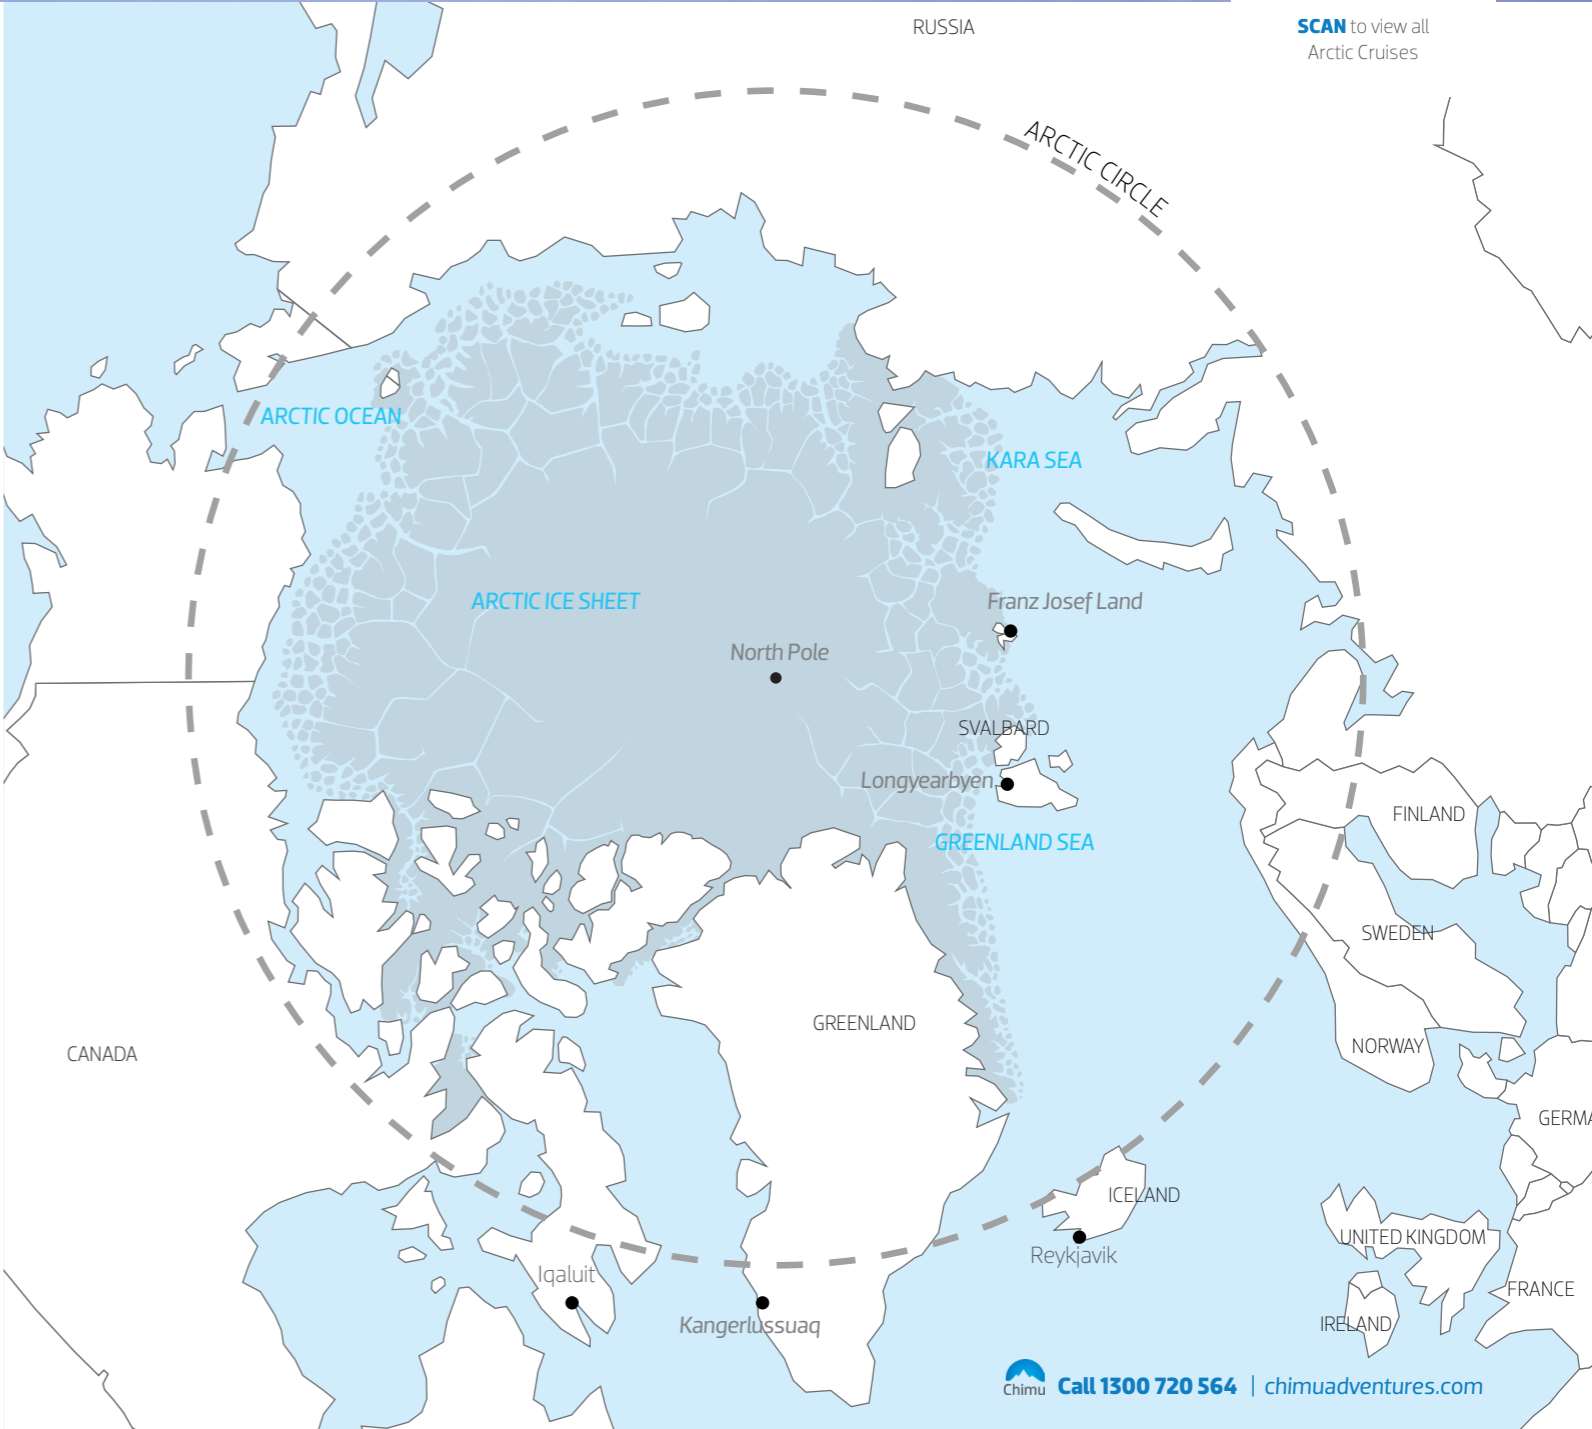 RUSSIA
SCAN to view all
Arctic Cruises
ARCTIC CIRCLE
ARCTIC OCEAN
KARA SEA
ARCTIC ICE SHEET
Franz Josef Land
North Pole
SVALBARD
Longyearbyen
GREENLAND SEA
FINLAND
SWEDEN
GREENLAND
NORWAY
CANADA
GERMA
ICELAND
UNITED KINGDOM
Reykjavik
Iqaluit
FRANCE
Kangerlussuaq
IRELAND
Chimu Call 1300 720 564 | chimuadventures.com